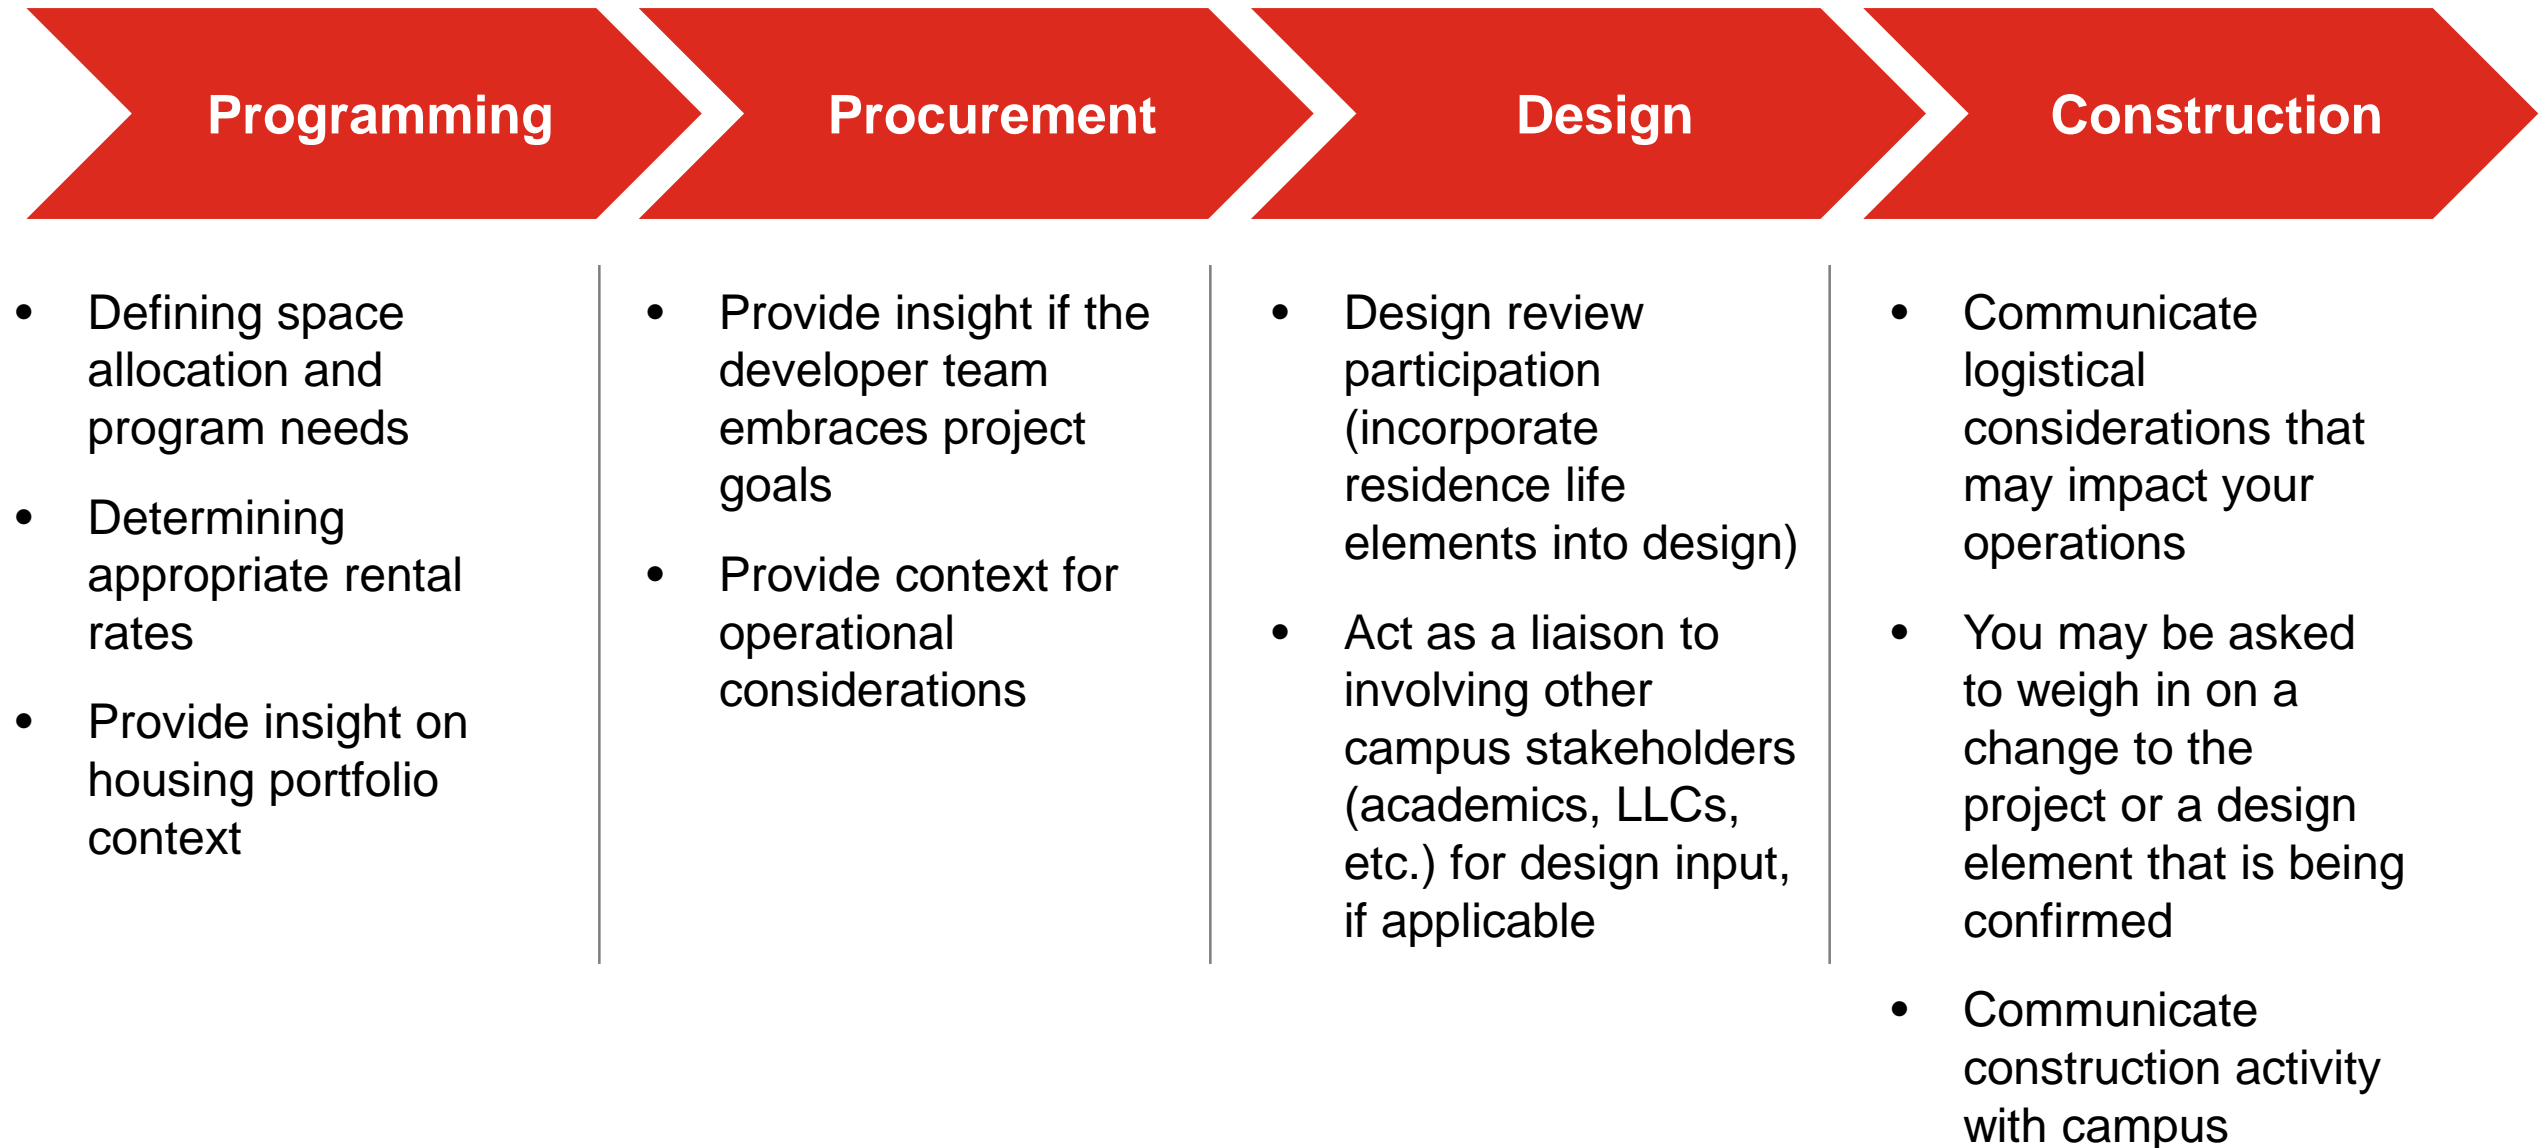 Programming
Procurement
Design
Construction
• Defining space
allocation and
program needs
• Determining
appropriate rental
rates
• Provide insight on
housing portfolio
context
• Provide insight if the
developer team
embraces project
goals
• Provide context for
operational
considerations
• Design review
participation
(incorporate
residence life
elements into design)
• Act as a liaison to
involving other
campus stakeholders
(academics, LLCs,
etc.) for design input,
if applicable
• Communicate
logistical
considerations that
may impact your
operations
• You may be asked
to weigh in on a
change to the
project or a design
element that is being
confirmed
• Communicate
construction activity
with campus